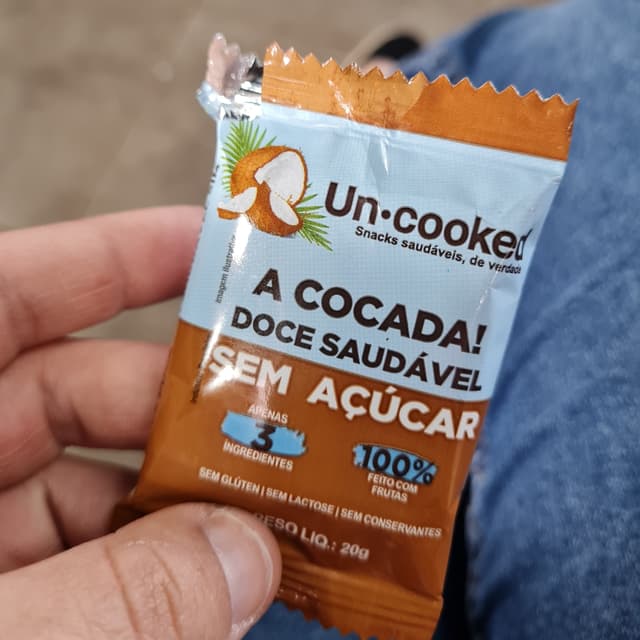 Un•cooked
Snacks saudáveis, de verdade
Imagem ilustrativa
A COCADA!
DOCE SAUDÁVEL
SEM AÇÚCAR
APENAS
3
INGREDIENTES
100%
FEITO COM
FRUTAS
SEM GLÚTEN | SEM LACTOSE | SEM CONSERVANTES
PESO LIQ.: 20g